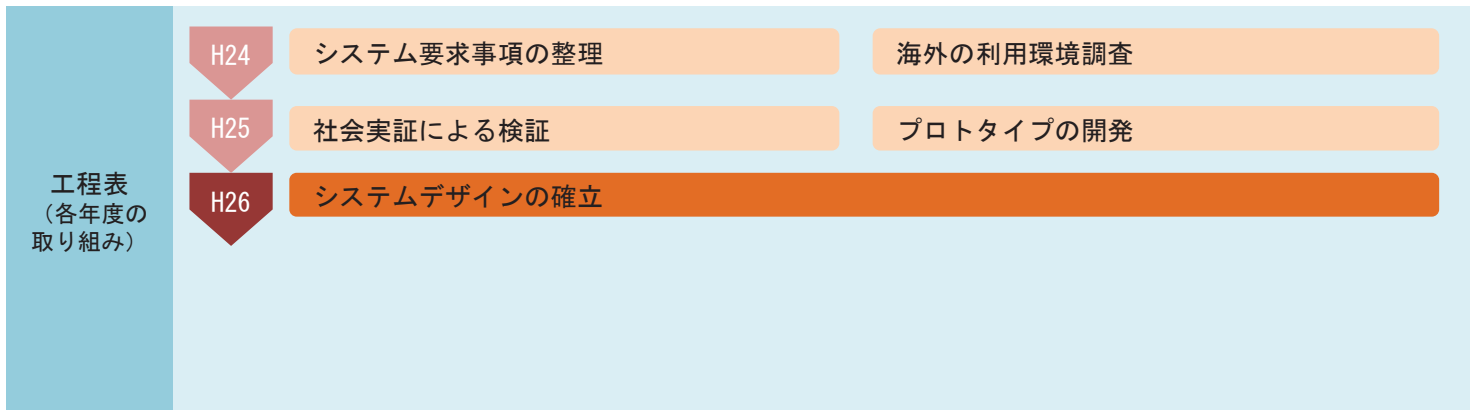 工程表
（各年度の
取り組み）
H24
システム要求事項の整理
海外の利用環境調査
H25
社会実証による検証
プロトタイプの開発
H26
システムデザインの確立